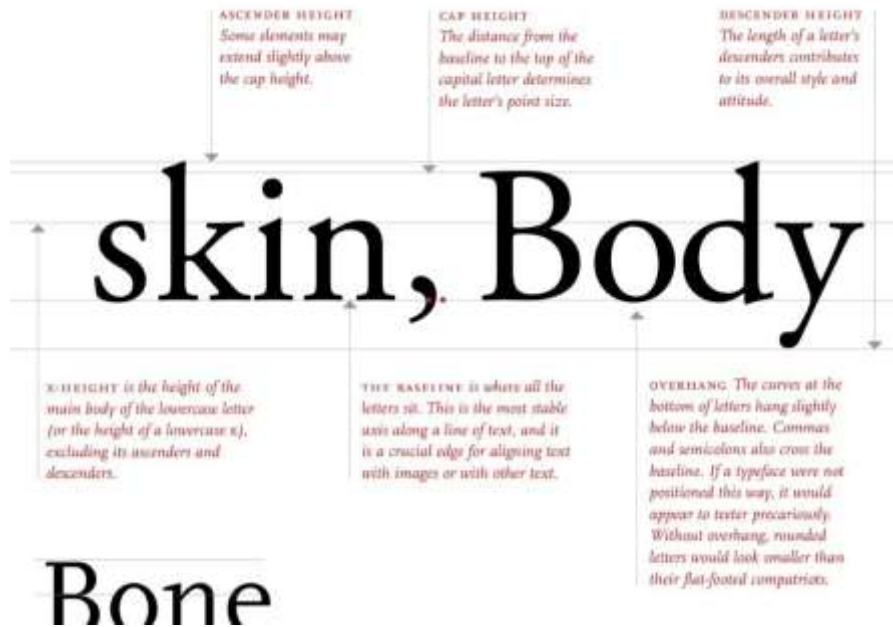 ASCENDER HEIGHT
Some elements may
extend slightly above
the cap height.
CAP HEIGHT
The distance from the
baseline to the top of the
capital letter determines
the letter's point size.
DESCENDER HEIGHT
The length of a letter's
descenders contributes
to its overall style and
attitude.
skin, Body
X-HEIGHT is the height of the
main body of the lowercase letter
(or the height of a lowercase x),
excluding its ascenders and
descenders.
THE BASELINE is where all the
letters sit. This is the most stable
axis along a line of text, and it
is a crucial edge for aligning text
with images or with other text.
OVERHANG The curves at the
bottom of letters hang slightly
below the baseline. Commas
and semicolons also cross the
baseline. If a typeface were not
positioned this way, it would
appear to teeter precariously.
Without overhang, rounded
letters would look smaller than
their flat-footed compatriots.
Bone